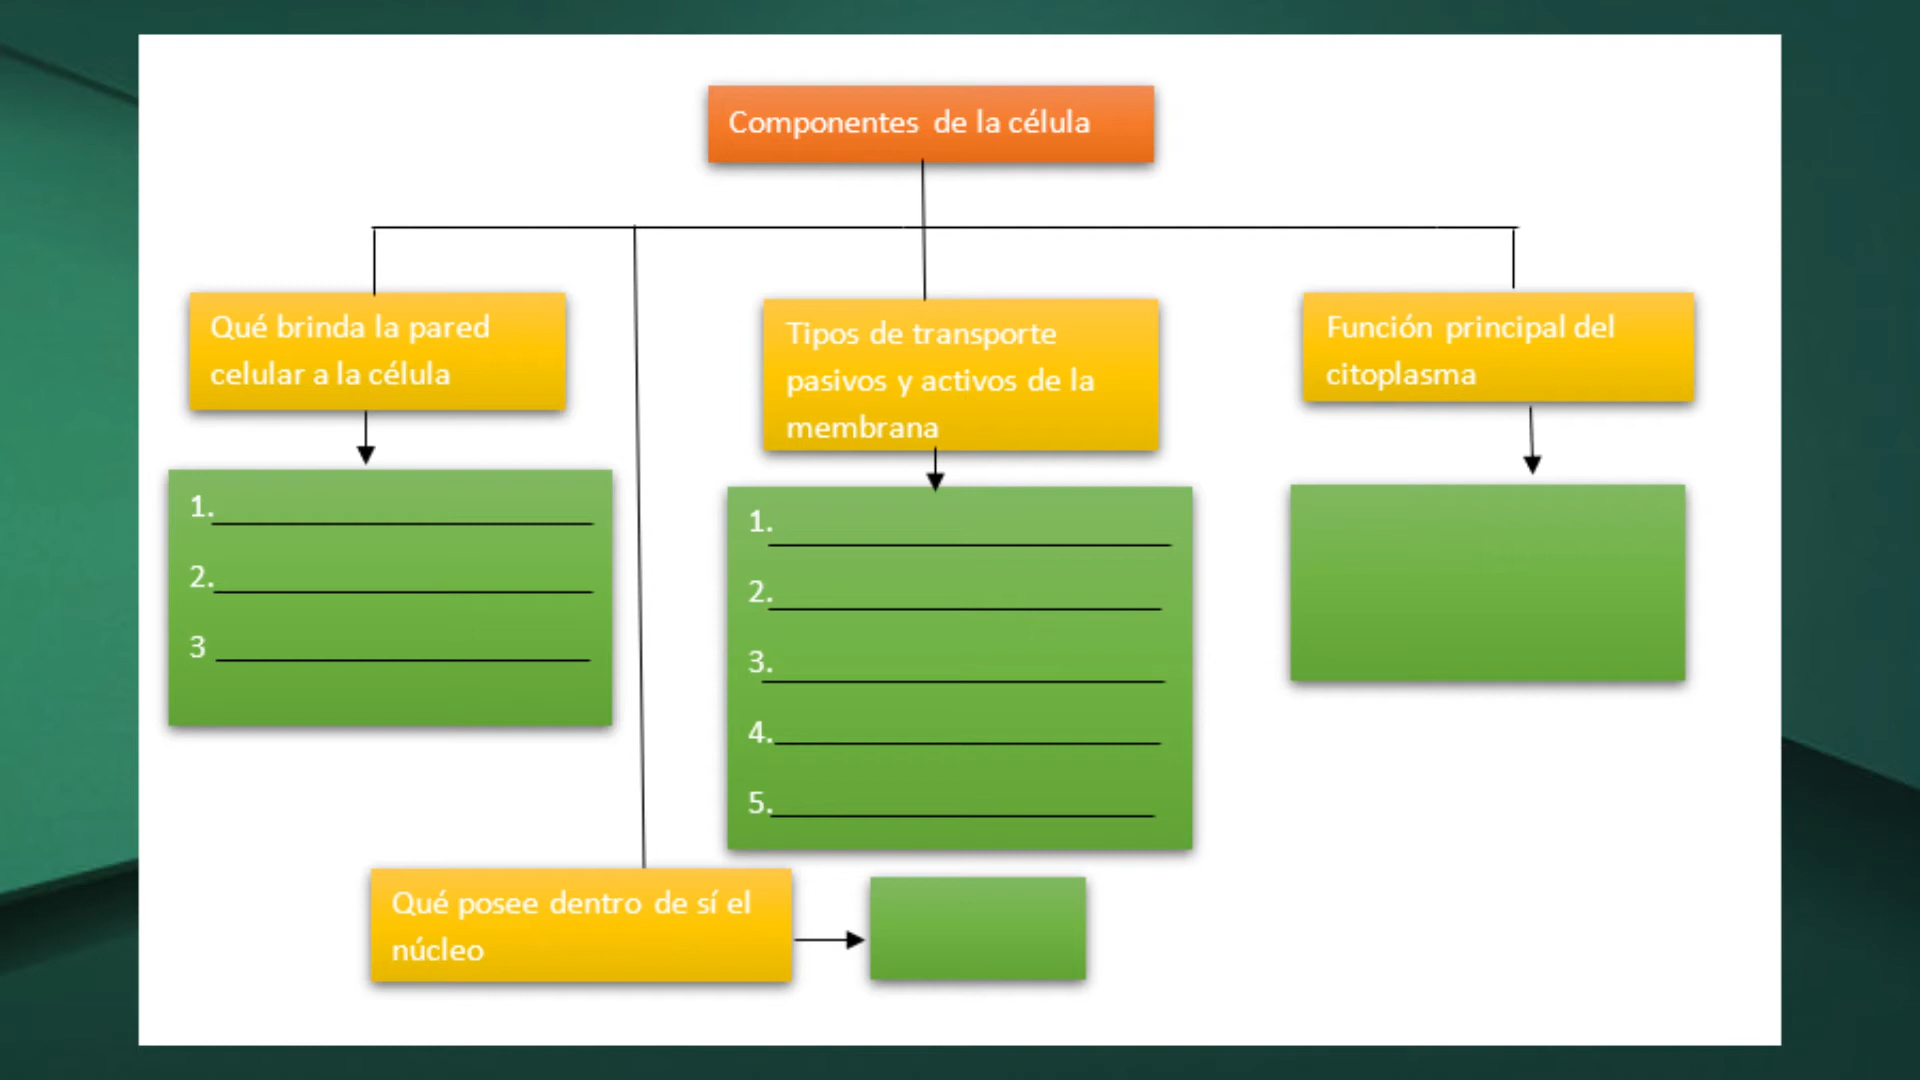 Componentes de la célula
Qué brinda la pared
celular a la célula
1.
2.
3
Tipos de transporte
pasivos y activos de la
membrana
1.
2.
3.
4.
5.
Función principal del
citoplasma
Qué posee dentro de sí el
núcleo